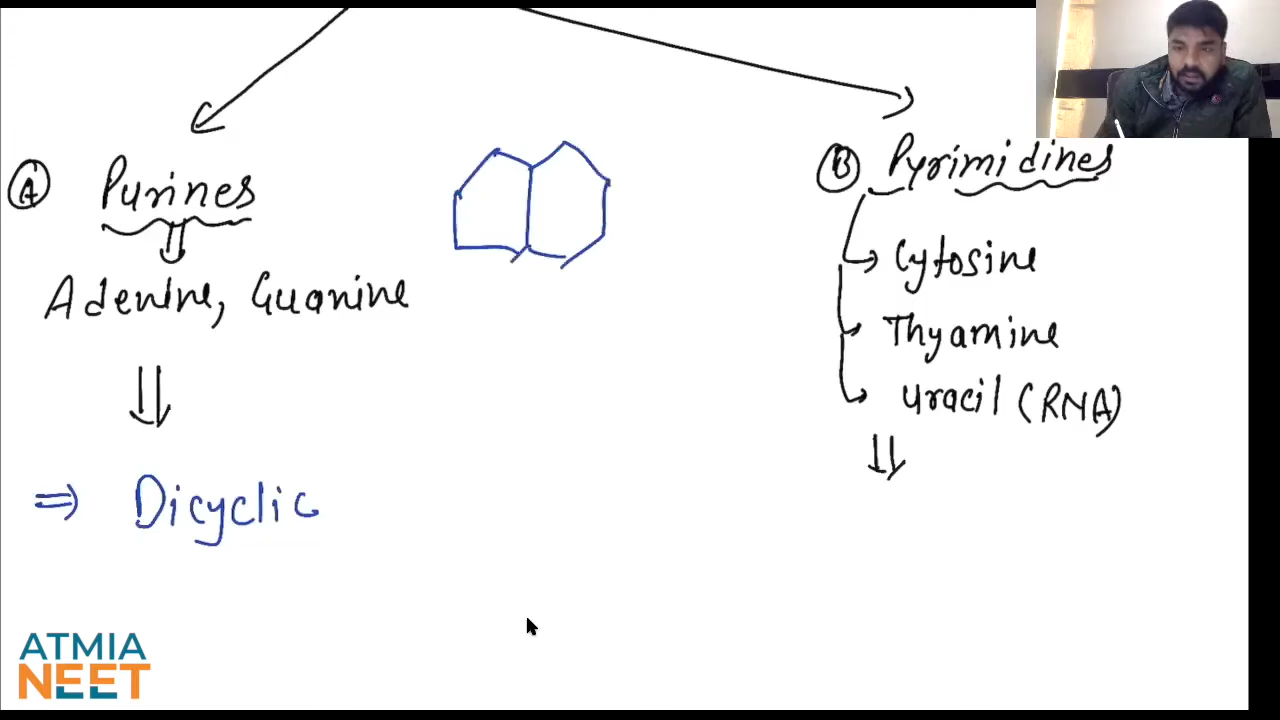 Ⓐ Purines
Adenine, Guanine
⇒ Dicyclic
Ⓑ Pyrimidines
Cytosine
Thyamine
Uracil (RNA)
ATMIA
NEET